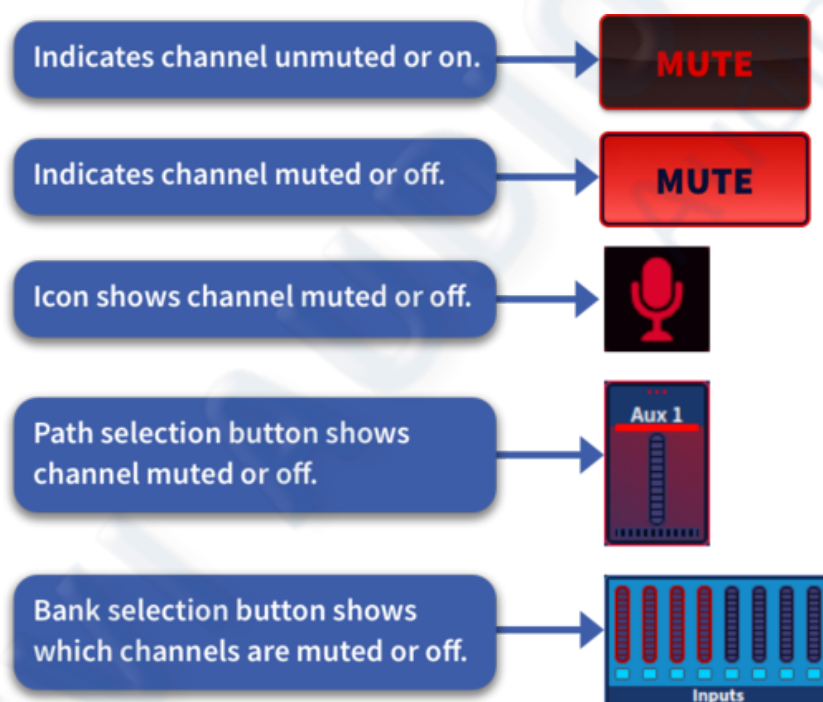 Indicates channel unmuted or on.
MUTE
Indicates channel muted or off.
MUTE
Icon shows channel muted or off.
Path selection button shows
channel muted or off.
Aux 1
Bank selection button shows
which channels are muted or off.
Inputs